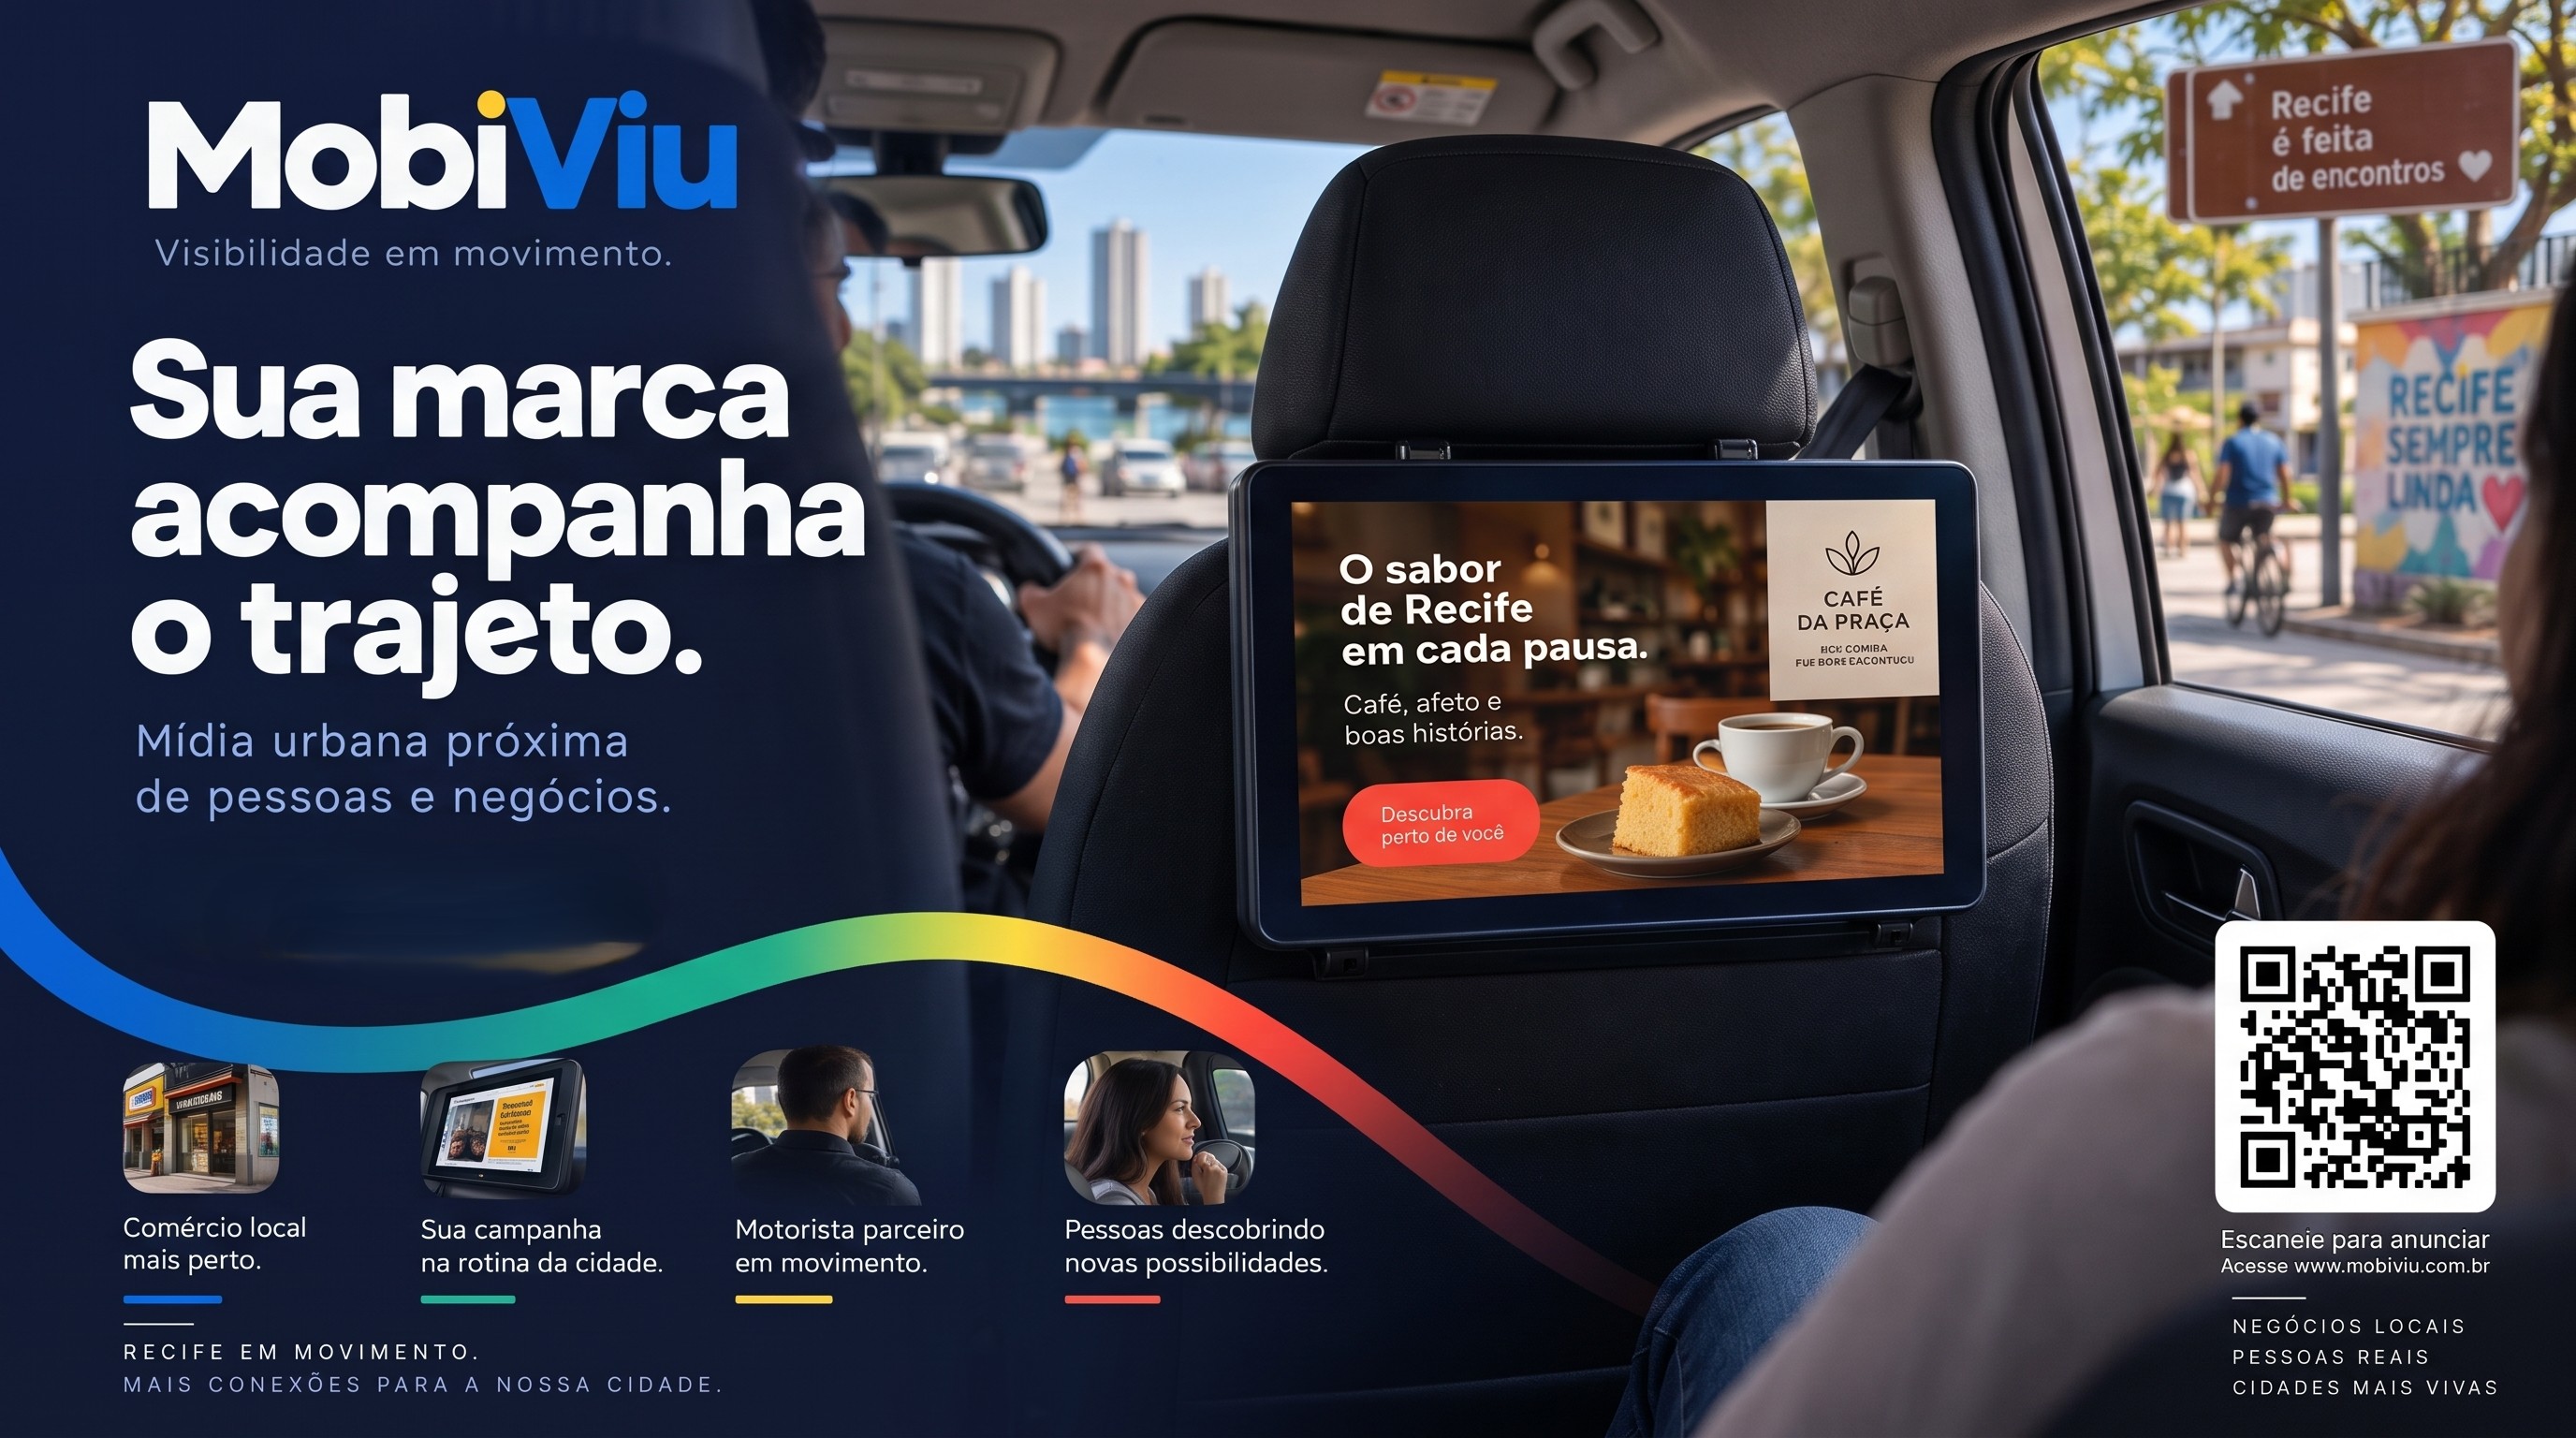 MobiViu
Visibilidade em movimento.
Sua marca
acompanha
o trajeto.
Mídia urbana próxima
de pessoas e negócios.
Recife
é feita
de encontros
RECIFE
SEMPRE
LINDA
O sabor
de Recife
em cada pausa.
Café, afeto e
boas histórias.
Descubra
perto de você
CAFÉ
DA PRAÇA
Comércio local
mais perto.
Sua campanha
na rotina da cidade.
Motorista parceiro
em movimento.
Pessoas descobrindo
novas possibilidades.
RECIFE EM MOVIMENTO.
MAIS CONEXÕES PARA A NOSSA CIDADE.
Escaneie para anunciar
Acesse www.mobiviu.com.br
NEGÓCIOS LOCAIS
PESSOAS REAIS
CIDADES MAIS VIVAS